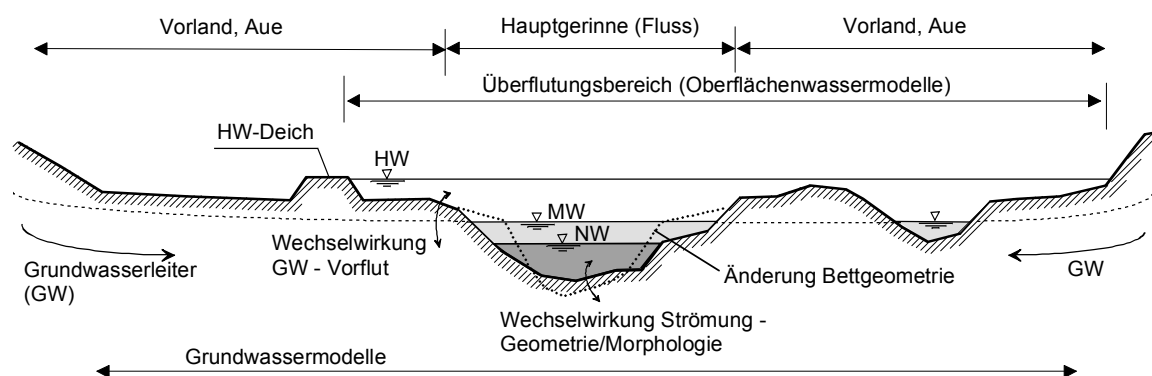 Vorland, Aue
Hauptgerinne (Fluss)
Vorland, Aue
Überflutungsbereich (Oberflächenwassermodelle)
HW-Deich
HW
MW
NW
Wechselwirkung
GW - Vorflut
Grundwasserleiter
(GW)
Änderung Bettgeometrie
GW
Wechselwirkung Strömung -
Geometrie/Morphologie
Grundwassermodelle